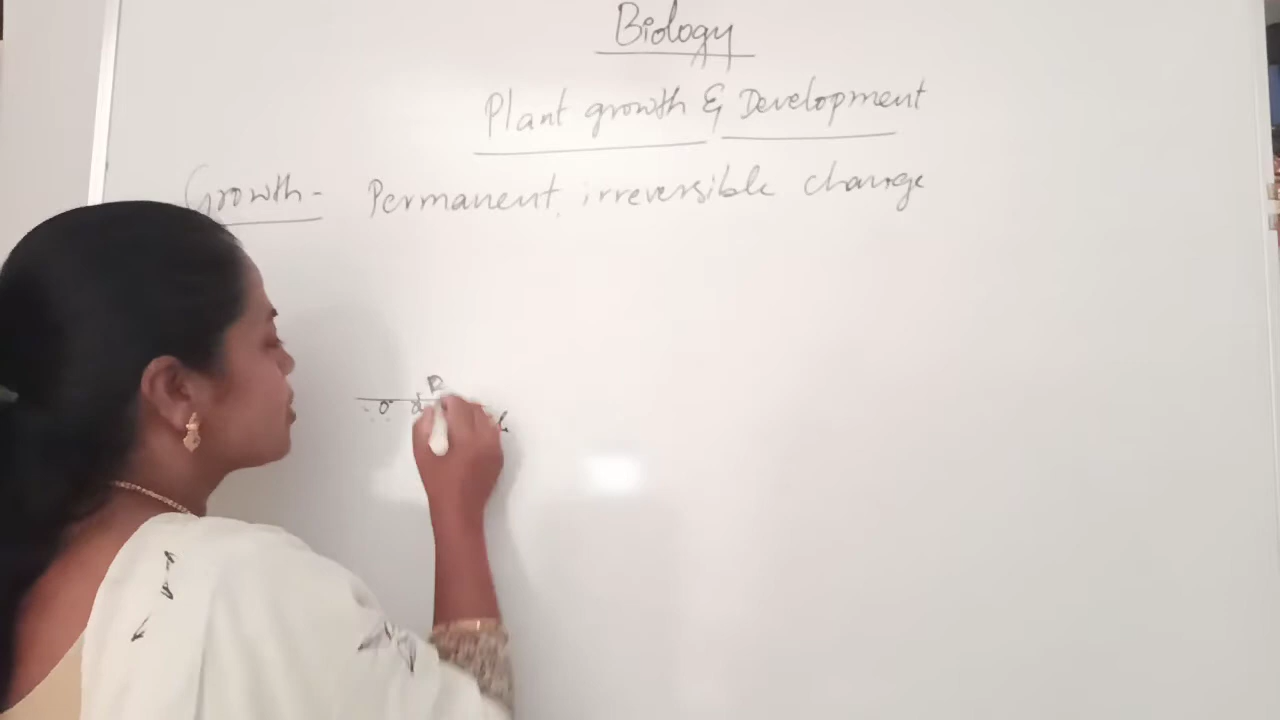 Biology
Plant growth & Development
Growth - Permanent, irreversible change